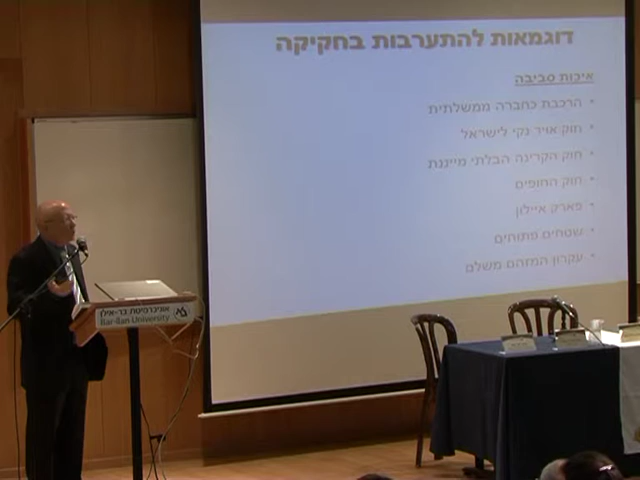 דוגמאות להתערבות בחקיקה
איכות סביבה
• הרכבת כחברה ממשלתית
• חוק אויר נקי לישראל
• חוק הקרינה הבלתי מייננת
• חוק החופים
• פארק איילון
• שטחים פתוחים
• עקרון המזהם משלם
אוניברסיטת בר-אילן
Bar-Ilan University